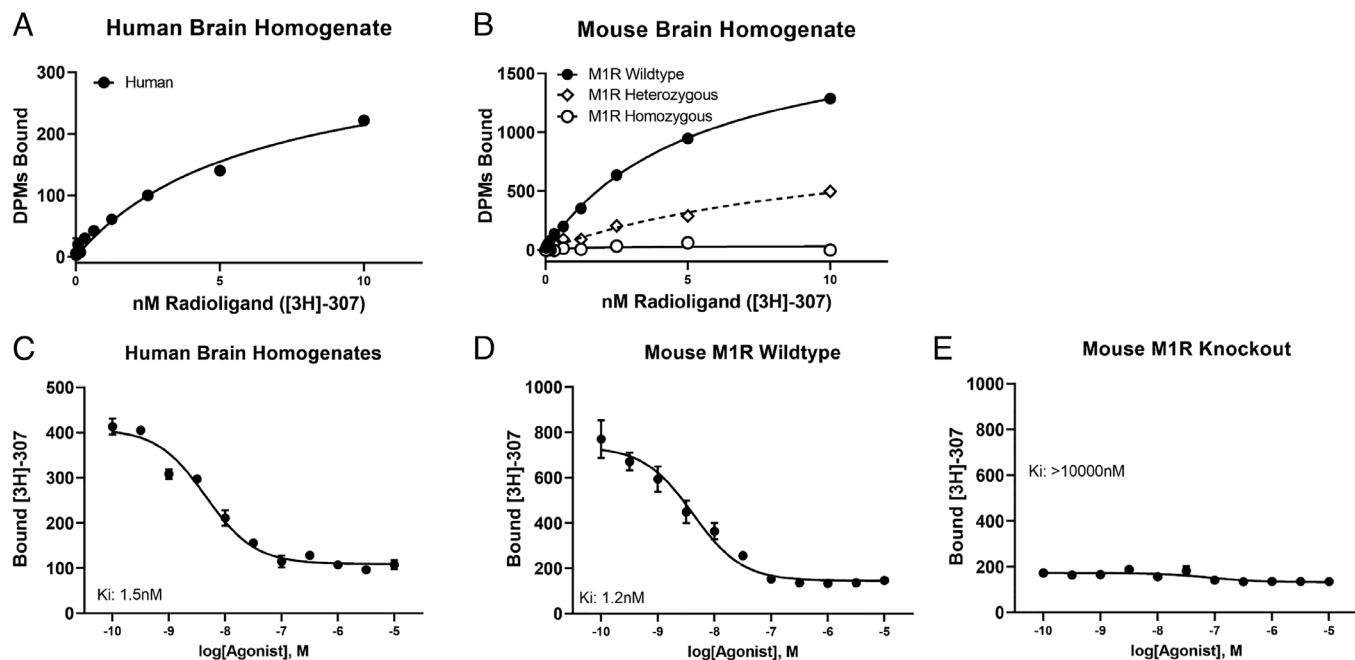 A
Human Brain Homogenate
Human
DPMs Bound
300
200
100
0
0
5
10
nM Radioligand ([3H]-307)
B
Mouse Brain Homogenate
M1R Wildtype
M1R Heterozygous
M1R Homozygous
DPMs Bound
1500
1000
500
0
0
5
10
nM Radioligand ([3H]-307)
C
Human Brain Homogenates
Bound [3H]-307
500
400
300
200
100
0
Ki: 1.5nM
-10
-9
-8
-7
-6
-5
log[Agonist], M
D
Mouse M1R Wildtype
Bound [3H]-307
1000
800
600
400
200
0
Ki: 1.2nM
-10
-9
-8
-7
-6
-5
log[Agonist], M
E
Mouse M1R Knockout
Bound [3H]-307
1000
800
600
400
200
0
Ki: >10000nM
-10
-9
-8
-7
-6
-5
log[Agonist], M